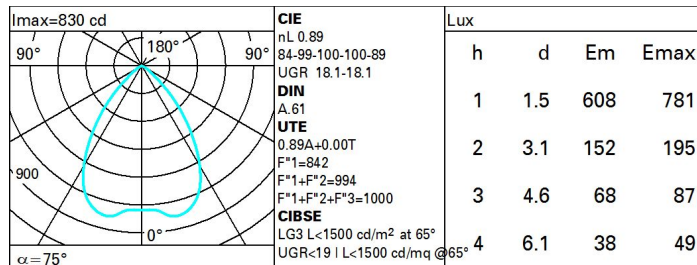 Imax=830 cd
90° 180° 90°
900
0°
α=75°
CIE
nL 0.89
84-99-100-100-89
UGR 18.1-18.1
DIN
A.61
UTE
0.89A+0.00T
F"1=842
F"1+F"2=994
F"1+F"2+F"3=1000
CIBSE
LG3 L<1500 cd/m² at 65°
UGR<19 | L<1500 cd/mq @65°
Lux
h d Em Emax
1 1.5 608 781
2 3.1 152 195
3 4.6 68 87
4 6.1 38 49